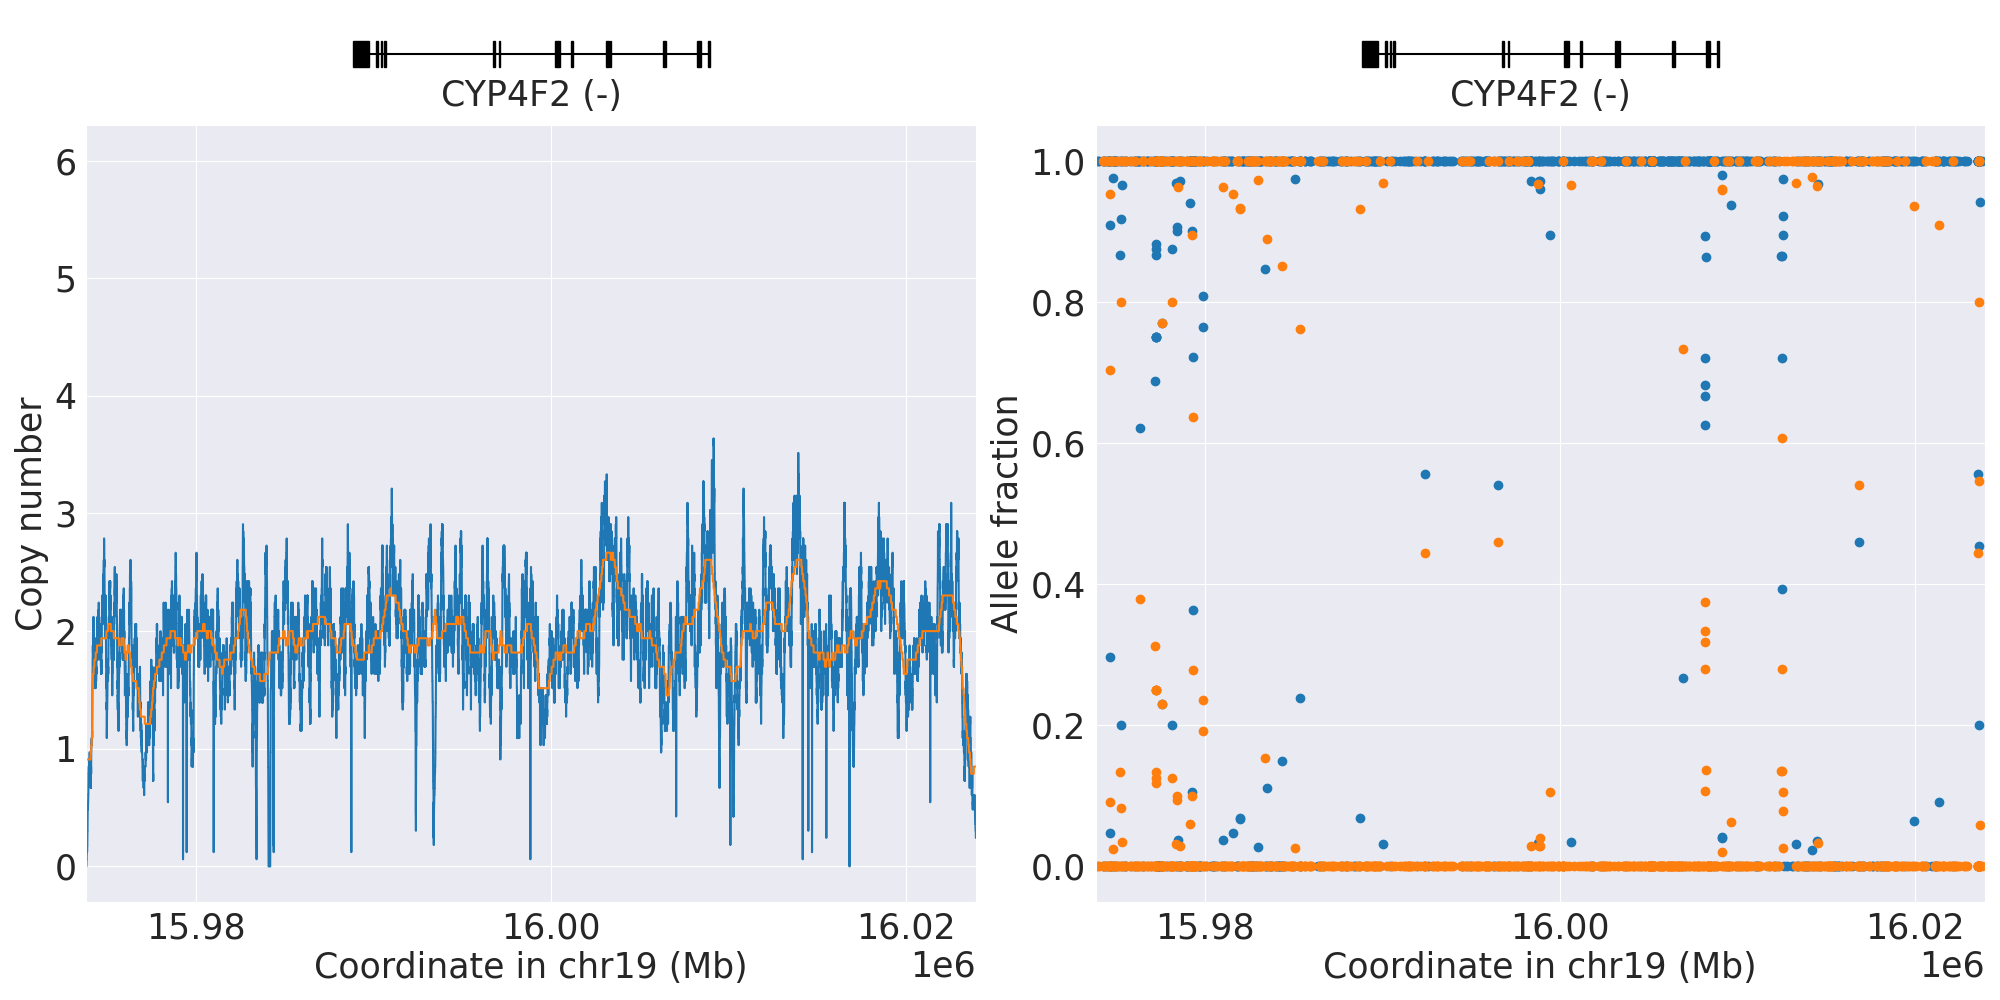 CYP4F2 (-)
6
5
4
3
2
1
0
Copy number
15.98
16.00
16.02
Coordinate in chr19 (Mb)
1e6
CYP4F2 (-)
1.0
0.8
0.6
0.4
0.2
0.0
Allele fraction
15.98
16.00
16.02
Coordinate in chr19 (Mb)
1e6